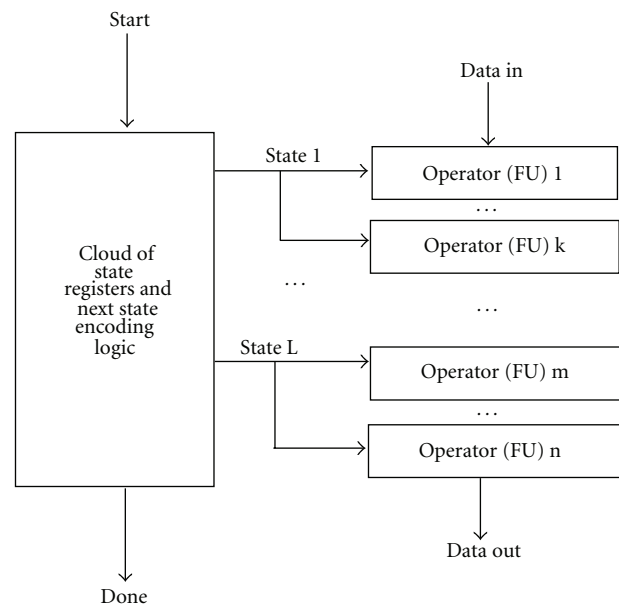 Start
Data in
State 1
Operator (FU) 1
...
Operator (FU) k
Cloud of
state
registers and
next state
encoding
logic
...
...
State L
Operator (FU) m
...
Operator (FU) n
Data out
Done